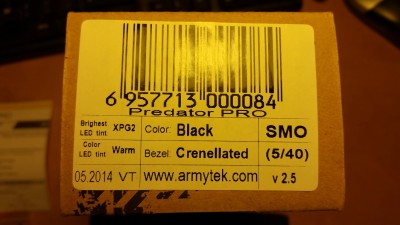 6 957713 000084
Predator PRO
Brighest LED tint XPG2 Color: Black SMO
Color LED tint Warm Bezel: Crenellated (5/40)
05.2014 VT www.armytek.com v 2.5